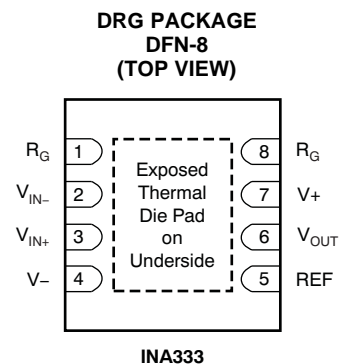 DRG PACKAGE
DFN-8
(TOP VIEW)
R_G 1 8 R_G
V_IN− 2 7 V+
V_IN+ 3 6 V_OUT
V− 4 5 REF
Exposed
Thermal
Die Pad
on
Underside
INA333